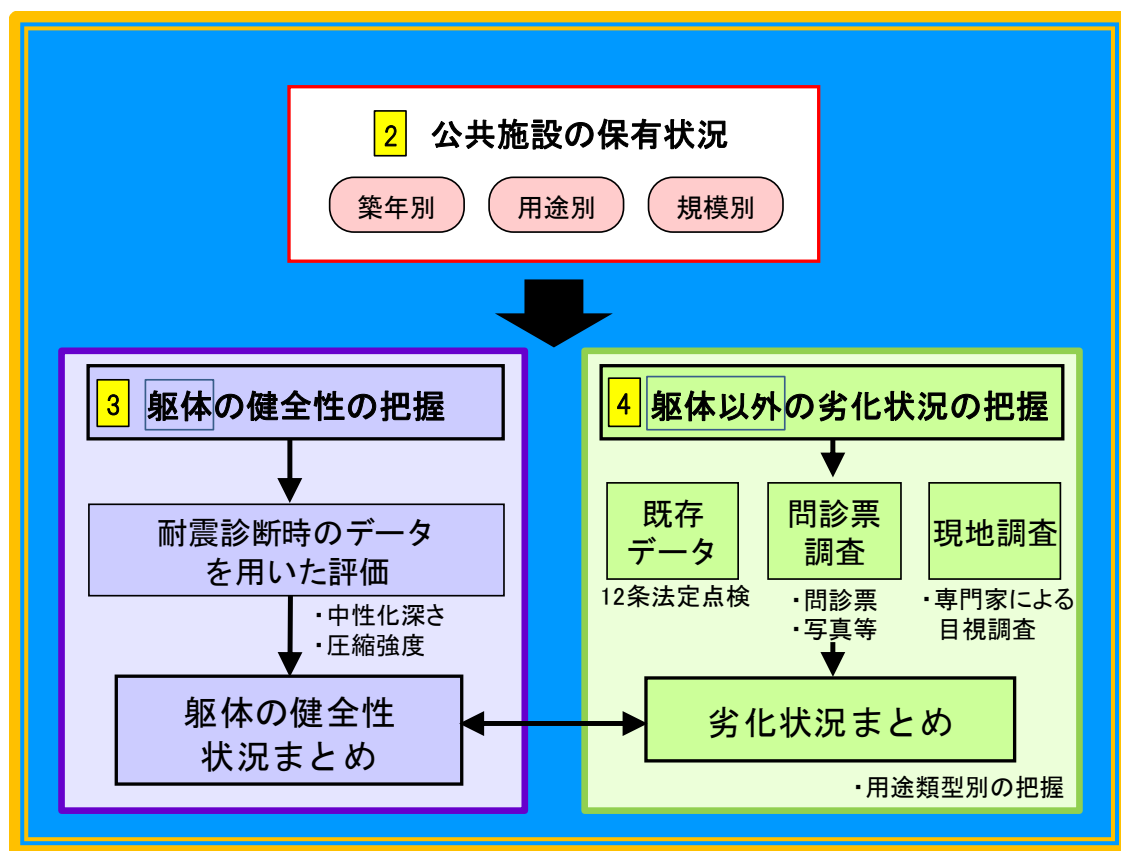 2 公共施設の保有状況
築年別 用途別 規模別
3 躯体の健全性の把握
耐震診断時のデータ
を用いた評価
・中性化深さ
・圧縮強度
躯体の健全性
状況まとめ
4 躯体以外の劣化状況の把握
既存
データ
12条法定点検
問診票
調査
・問診票
・写真等
現地調査
・専門家による
目視調査
劣化状況まとめ
・用途類型別の把握